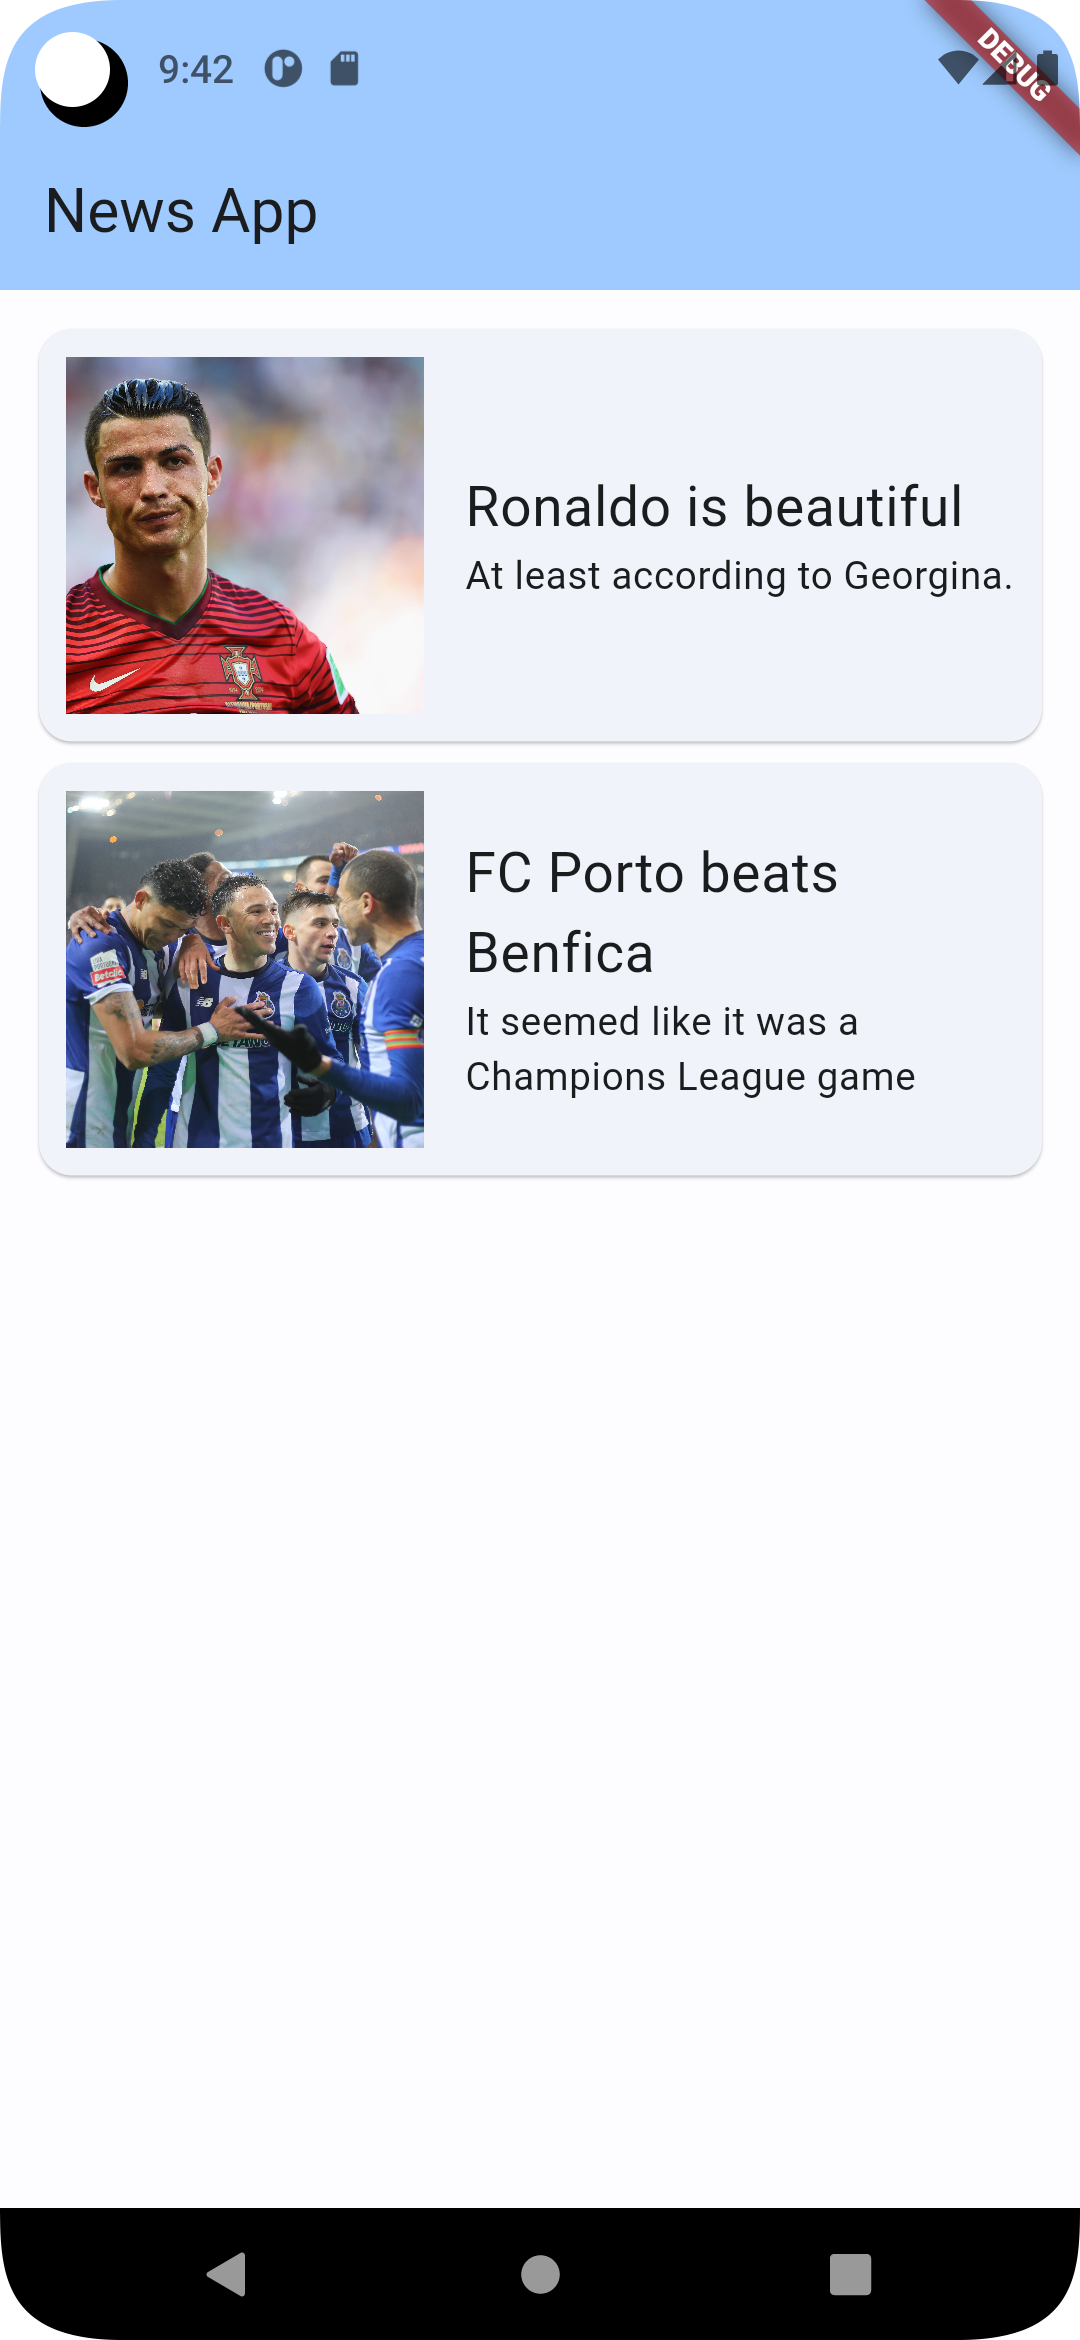 9:42
DEBUG
News App
Ronaldo is beautiful
At least according to Georgina.
FC Porto beats
Benfica
It seemed like it was a
Champions League game
Betclic